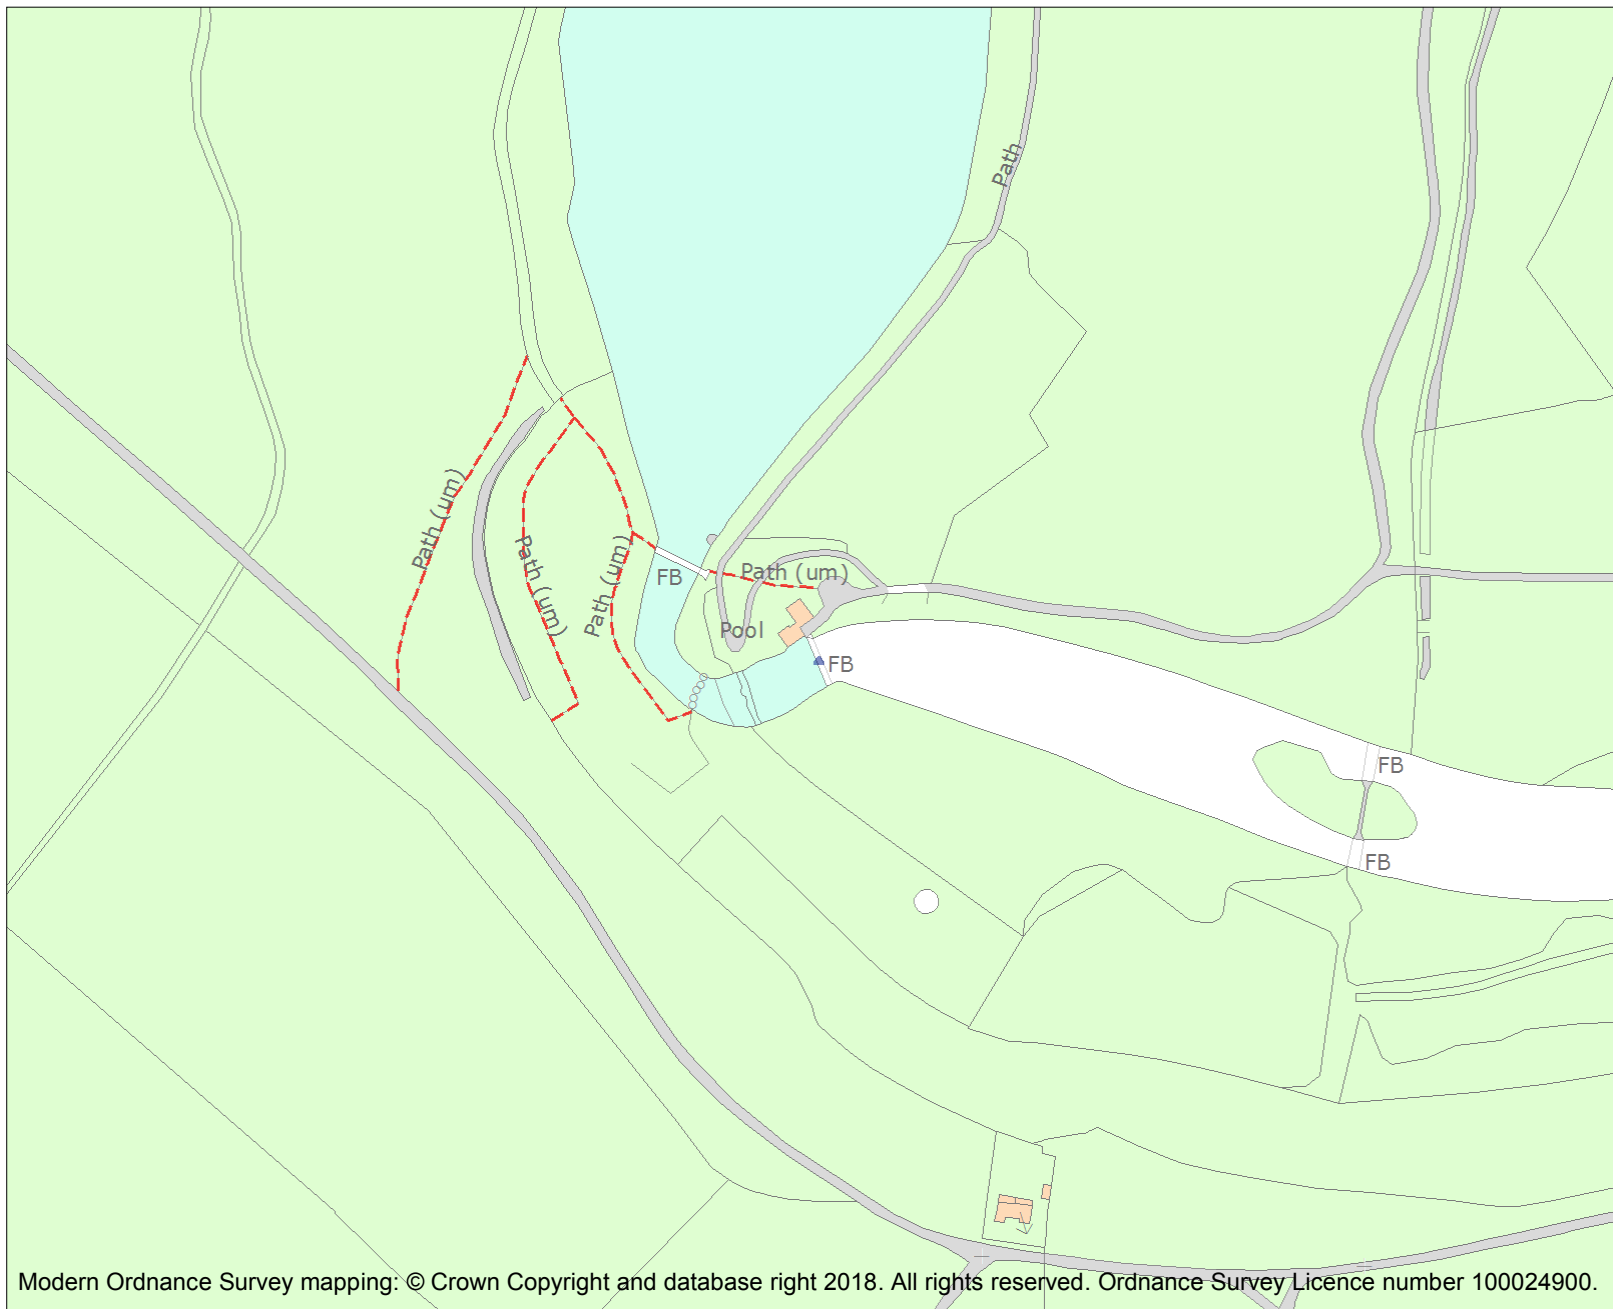 Path
Path (um)
Path (um)
Path (um)
FB
Path (um)
Pool
FB
FB
FB
Modern Ordnance Survey mapping: © Crown Copyright and database right 2018. All rights reserved. Ordnance Survey Licence number 100024900.